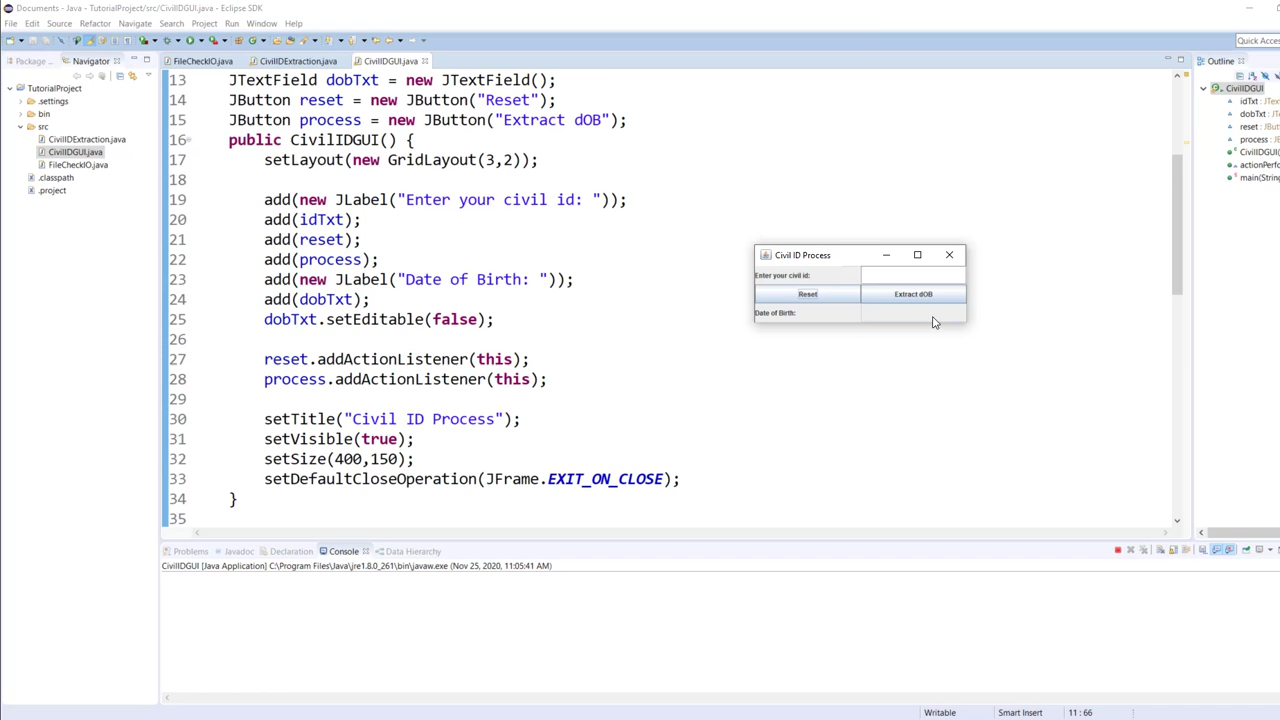 Documents - Java - TutorialProject/src/CivilIDGUI.java - Eclipse SDK
File Edit Source Refactor Navigate Search Project Run Window Help
Quick Acces
Package ... Navigator
FileCheckIO.java CivilIDExtraction.java CivilIDGUI.java
Outline
TutorialProject
.settings
bin
src
CivilIDExtraction.java
CivilIDGUI.java
FileCheckIO.java
.classpath
.project
13 JTextField dobTxt = new JTextField();
14 JButton reset = new JButton("Reset");
15 JButton process = new JButton("Extract dOB");
16 public CivilIDGUI() {
17 setLayout(new GridLayout(3,2));
18
19 add(new JLabel("Enter your civil id: "));
20 add(idTxt);
21 add(reset);
22 add(process);
23 add(new JLabel("Date of Birth: "));
24 add(dobTxt);
25 dobTxt.setEditable(false);
26
27 reset.addActionListener(this);
28 process.addActionListener(this);
29
30 setTitle("Civil ID Process");
31 setVisible(true);
32 setSize(400,150);
33 setDefaultCloseOperation(JFrame.EXIT_ON_CLOSE);
34 }
35
Civil ID Process
Enter your civil id:
Reset Extract dOB
Date of Birth:
CivilIDGUI
idTxt : JTe
dobTxt : JT
reset : JBu
process : J
CivilIDGUI(
actionPerf
main(Strin
Problems Javadoc Declaration Console Data Hierarchy
CivilIDGUI [Java Application] C:\Program Files\Java\jre1.8.0_261\bin\javaw.exe (Nov 25, 2020, 11:05:41 AM)
Writable Smart Insert 11 : 66